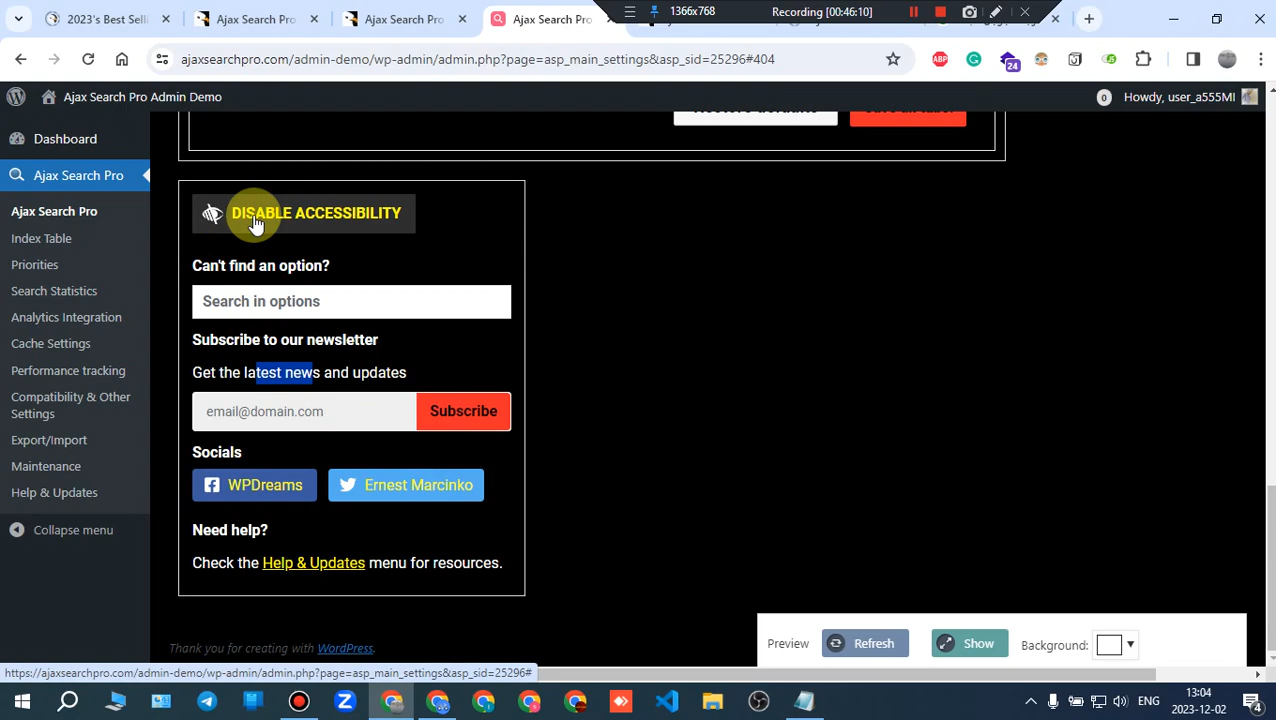 2023's Best Selli
Ajax Search Pro
Ajax Search Pro
Ajax Search Pro
1366x768
Recording [00:46:10]
ajaxsearchpro.com/admin-demo/wp-admin/admin.php?page=asp_main_settings&asp_sid=25296#404
ABP
24
Ajax Search Pro Admin Demo
0
Howdy, user_a555MI
Dashboard
Ajax Search Pro
Ajax Search Pro
Index Table
Priorities
Search Statistics
Analytics Integration
Cache Settings
Performance tracking
Compatibility & Other
Settings
Export/Import
Maintenance
Help & Updates
Collapse menu
DISABLE ACCESSIBILITY
Can't find an option?
Search in options
Subscribe to our newsletter
Get the latest news and updates
email@domain.com
Subscribe
Socials
WPDreams
Ernest Marcinko
Need help?
Check the Help & Updates menu for resources.
Thank you for creating with WordPress.
Preview
Refresh
Show
Background:
https://ajaxsearchpro.com/admin-demo/wp-admin/admin.php?page=asp_main_settings&asp_sid=25296#
ENG
13:04
2023-12-02
4